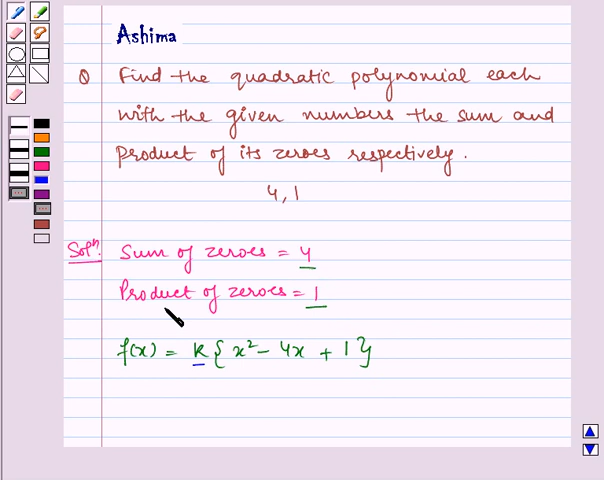 Ashima
Q Find the quadratic polynomial each
with the given numbers the sum and
product of its zeroes respectively.
4, 1
Solⁿ. Sum of zeroes = 4
Product of zeroes = 1
f(x) = k { x² - 4x + 1 }